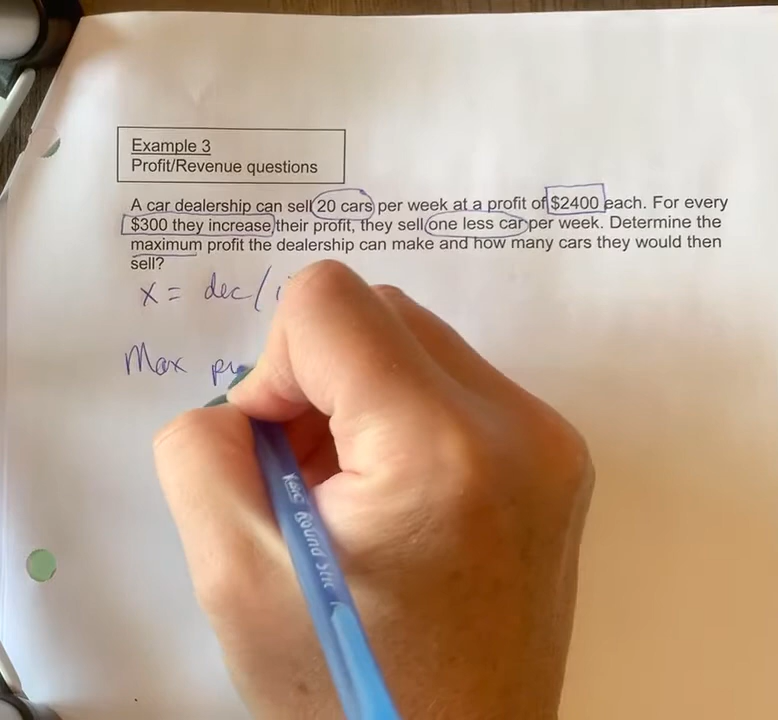 Example 3
Profit/Revenue questions
A car dealership can sell 20 cars per week at a profit of $2400 each. For every
$300 they increase their profit, they sell one less car per week. Determine the
maximum profit the dealership can make and how many cars they would then
sell?
x = dec/
Max
Round Stic